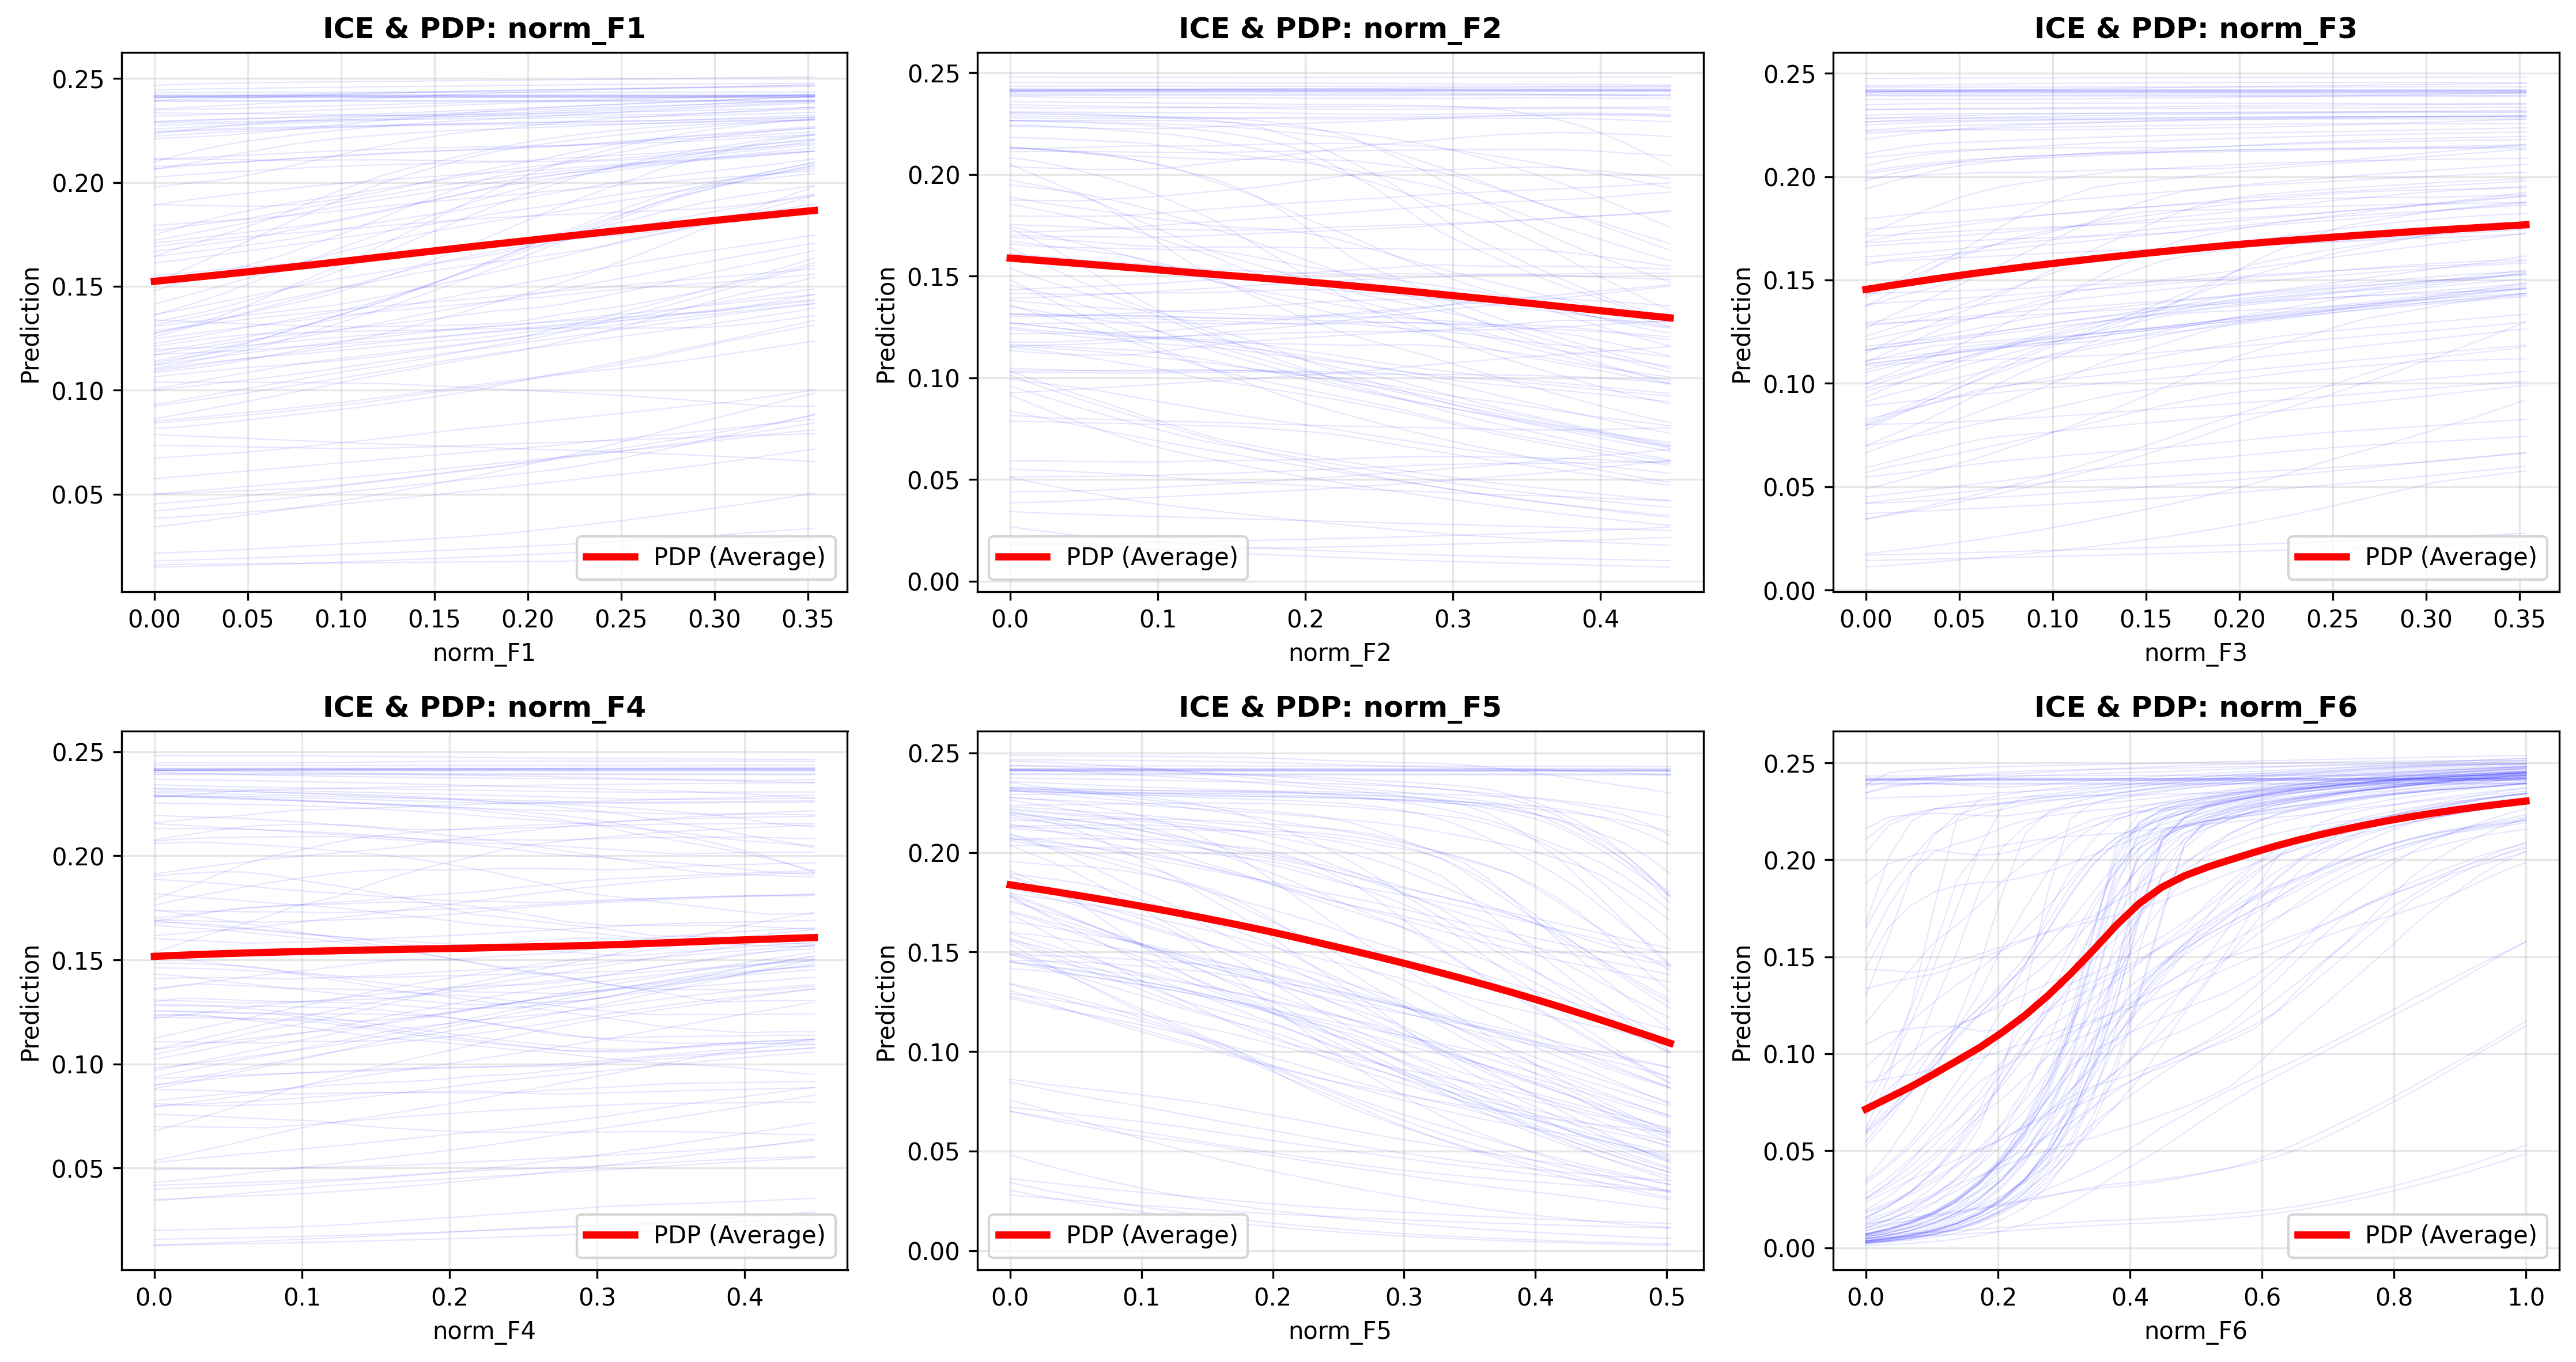 ICE & PDP: norm_F1
0.25
0.20
0.15
0.10
0.05
Prediction
PDP (Average)
0.00 0.05 0.10 0.15 0.20 0.25 0.30 0.35
norm_F1
ICE & PDP: norm_F2
0.25
0.20
0.15
0.10
0.05
0.00
Prediction
PDP (Average)
0.0 0.1 0.2 0.3 0.4
norm_F2
ICE & PDP: norm_F3
0.25
0.20
0.15
0.10
0.05
0.00
Prediction
PDP (Average)
0.00 0.05 0.10 0.15 0.20 0.25 0.30 0.35
norm_F3
ICE & PDP: norm_F4
0.25
0.20
0.15
0.10
0.05
Prediction
PDP (Average)
0.0 0.1 0.2 0.3 0.4
norm_F4
ICE & PDP: norm_F5
0.25
0.20
0.15
0.10
0.05
0.00
Prediction
PDP (Average)
0.0 0.1 0.2 0.3 0.4 0.5
norm_F5
ICE & PDP: norm_F6
0.25
0.20
0.15
0.10
0.05
0.00
Prediction
PDP (Average)
0.0 0.2 0.4 0.6 0.8 1.0
norm_F6